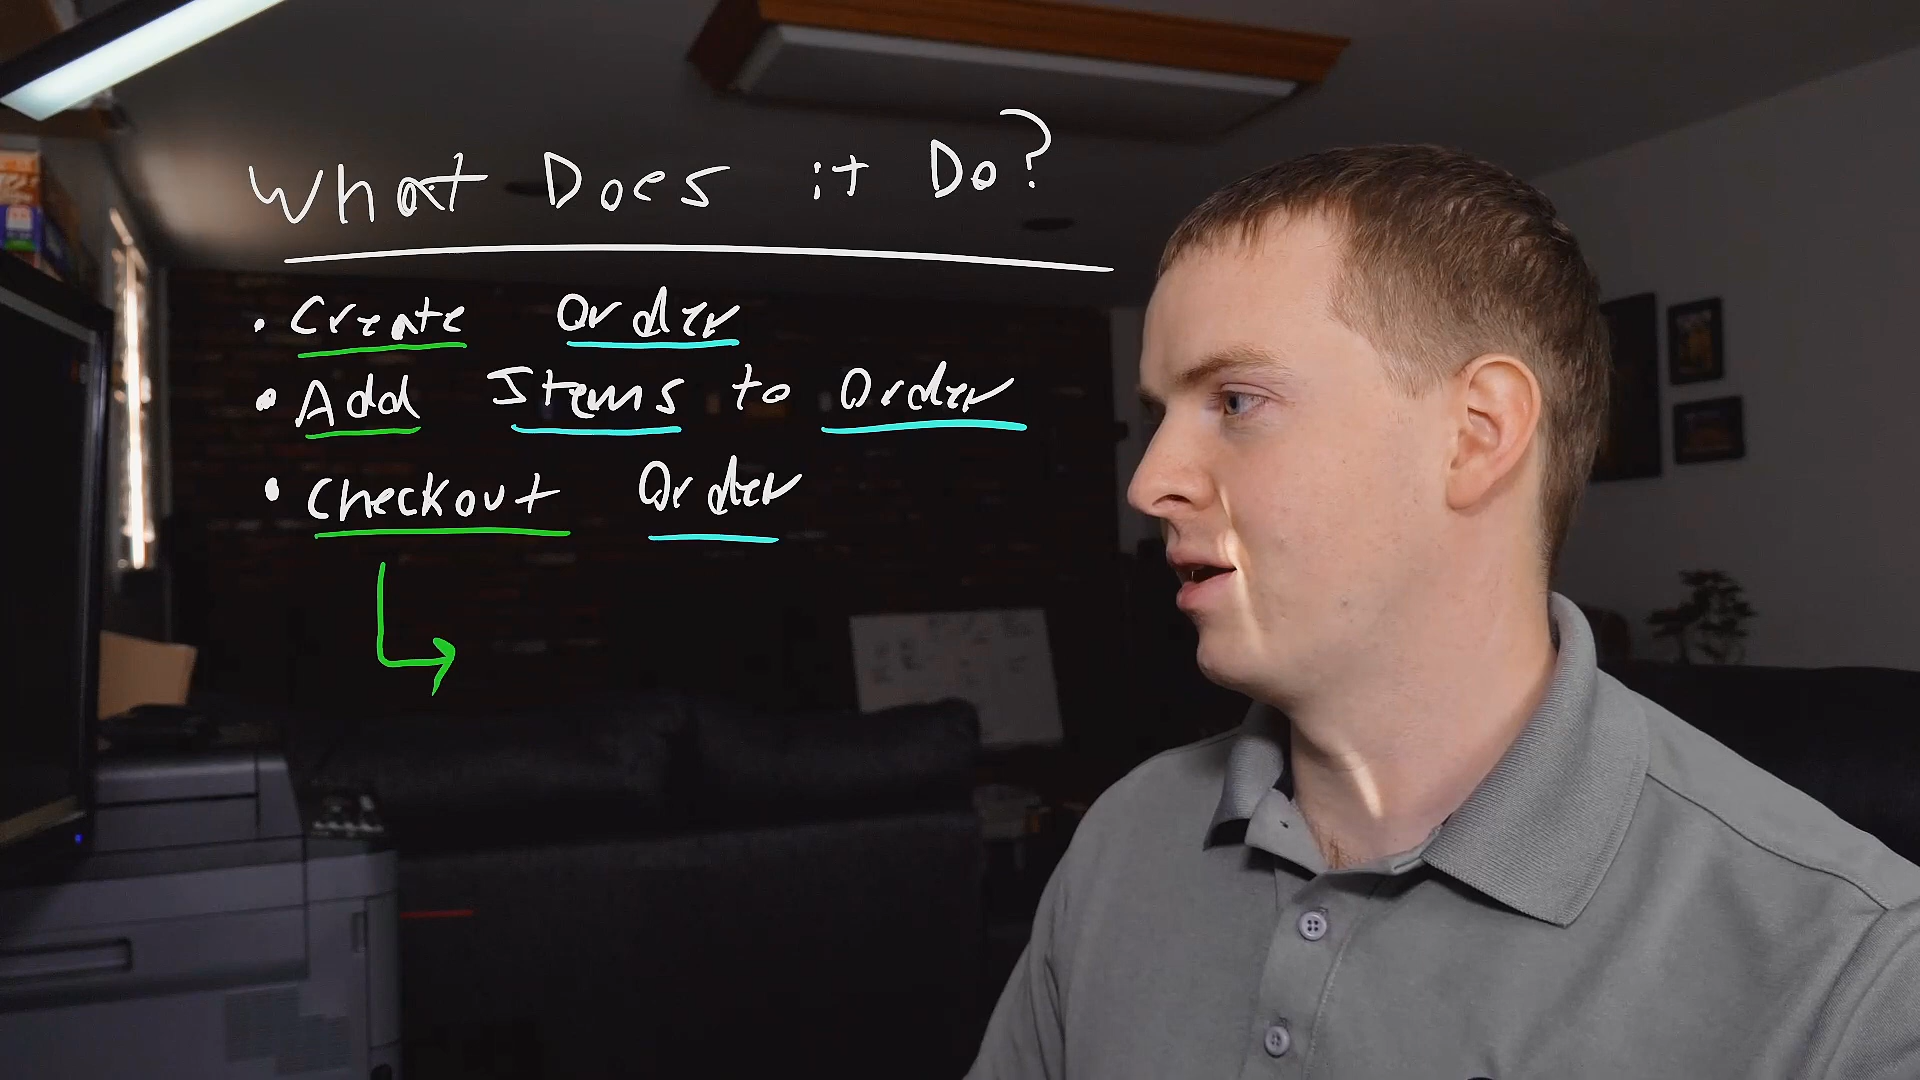 What Does it Do?
• Create Order
• Add Items to Order
• Checkout Order